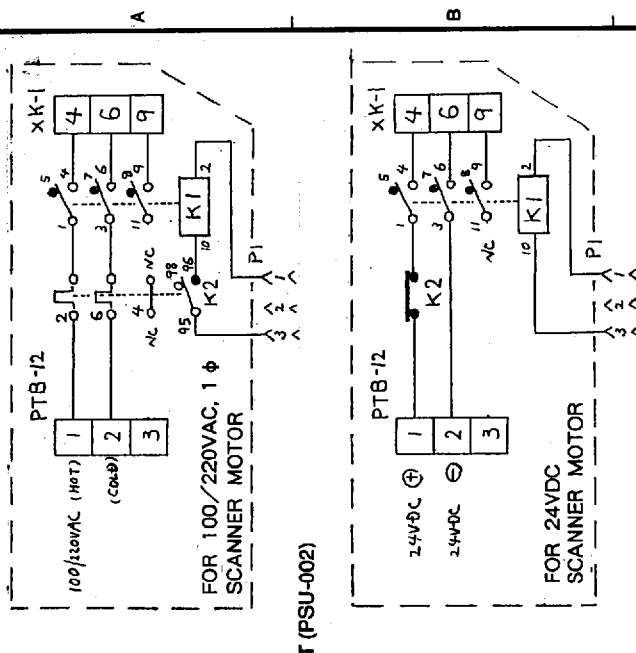 A
B
XK-1
4
6
9
5
4
7
6
8
9
1
3
11
K1
2
10
P1
98
96
95
K2
NC
4
NC
2
6
1
2
3
PTB-12
1
2
3
100/220VAC (HOT)
(COLD)
FOR 100/220VAC, 1 ϕ
SCANNER MOTOR
T (PSU-002)
XK-1
4
6
9
5
4
7
6
8
9
1
3
11
NC
K1
2
10
P1
K2
1
2
3
PTB-12
1
2
3
24VDC ⊕
24VDC ⊖
FOR 24VDC
SCANNER MOTOR